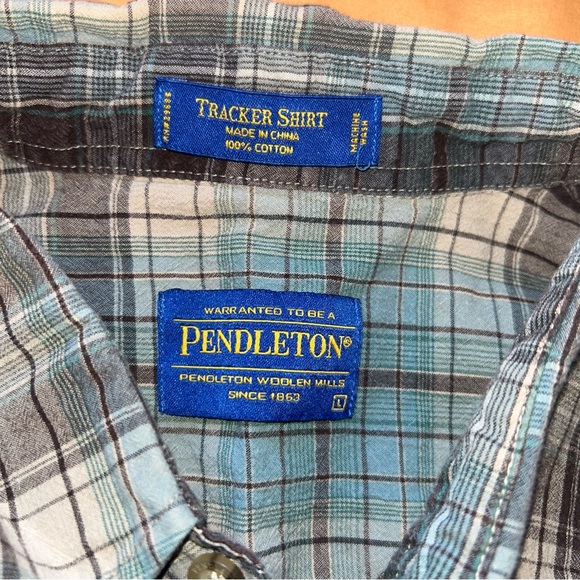 TRACKER SHIRT
MADE IN CHINA
100% COTTON
MACHINE
WASH
WARRANTED TO BE A
PENDLETON®
PENDLETON WOOLEN MILLS
SINCE 1863
L